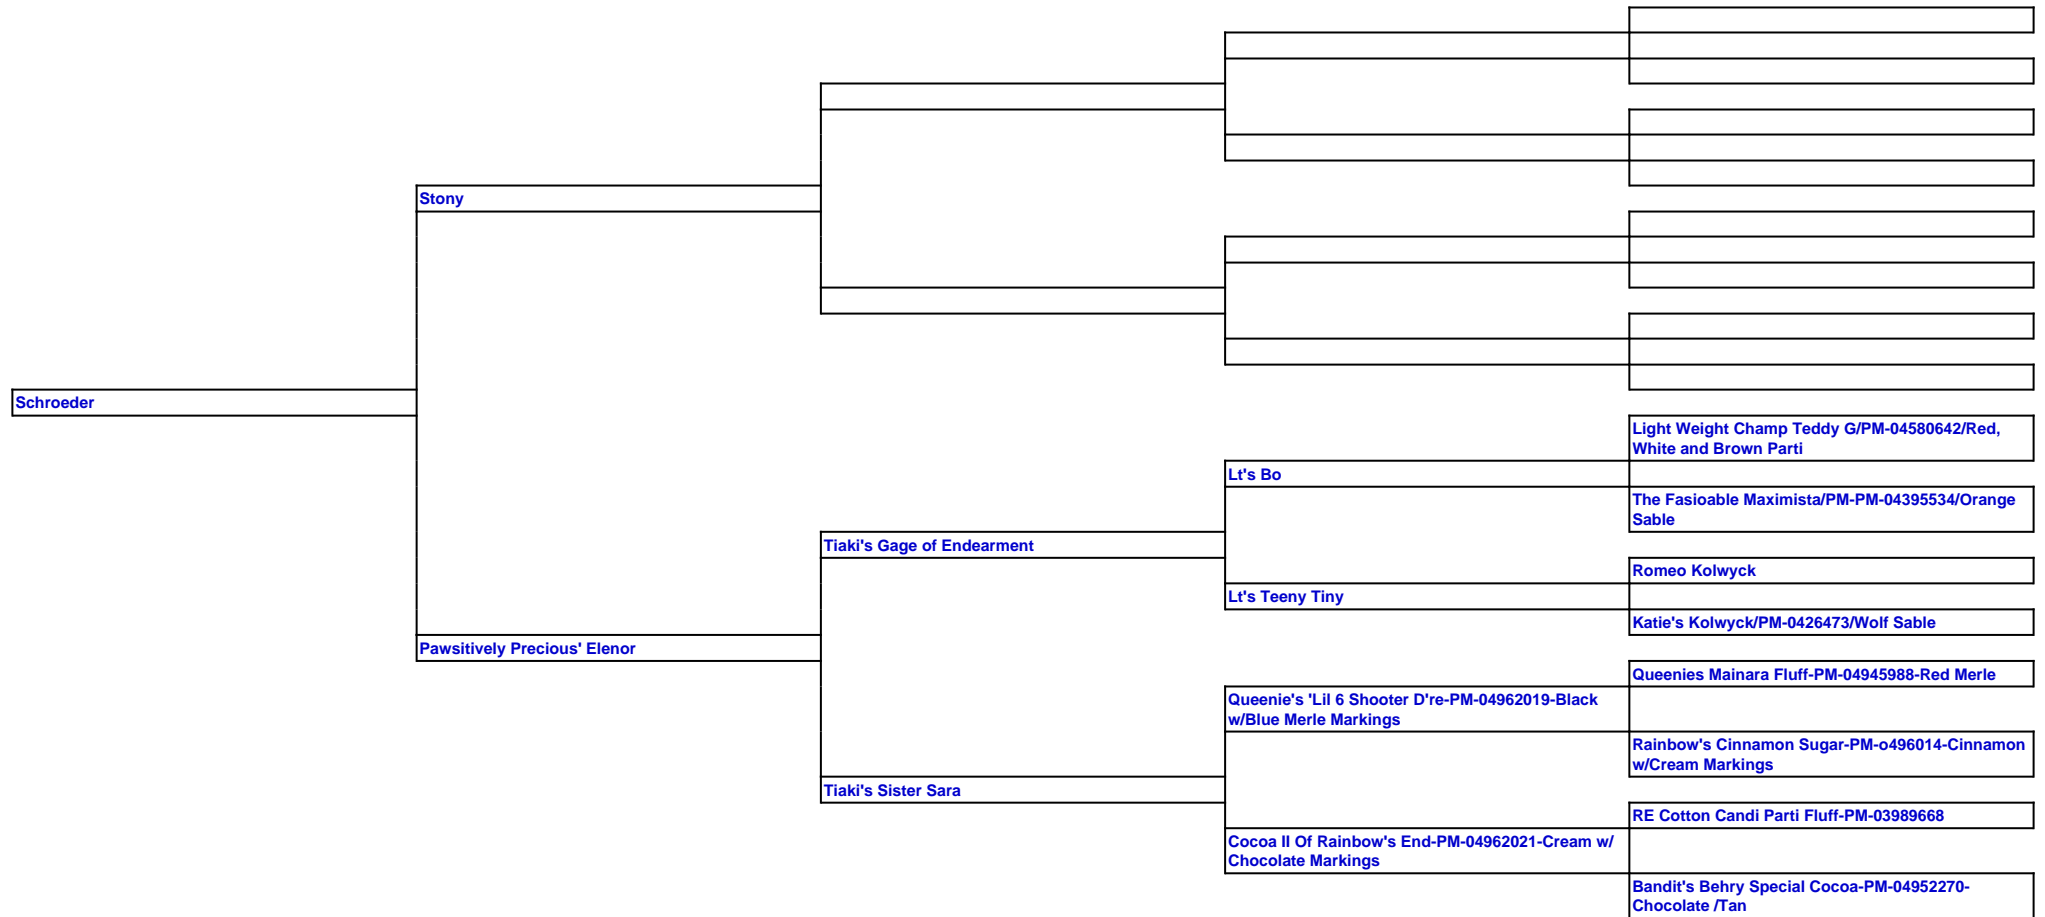 Stony
Schroeder
Light Weight Champ Teddy G/PM-04580642/Red,
White and Brown Parti
Lt's Bo
The Fasioable Maximista/PM-PM-04395534/Orange
Sable
Tiaki's Gage of Endearment
Romeo Kolwyck
Lt's Teeny Tiny
Katie's Kolwyck/PM-0426473/Wolf Sable
Pawsitively Precious' Elenor
Queenies Mainara Fluff-PM-04945988-Red Merle
Queenie's 'Lil 6 Shooter D're-PM-04962019-Black
w/Blue Merle Markings
Rainbow's Cinnamon Sugar-PM-o496014-Cinnamon
w/Cream Markings
Tiaki's Sister Sara
RE Cotton Candi Parti Fluff-PM-03989668
Cocoa II Of Rainbow's End-PM-04962021-Cream w/
Chocolate Markings
Bandit's Behry Special Cocoa-PM-04952270-
Chocolate /Tan